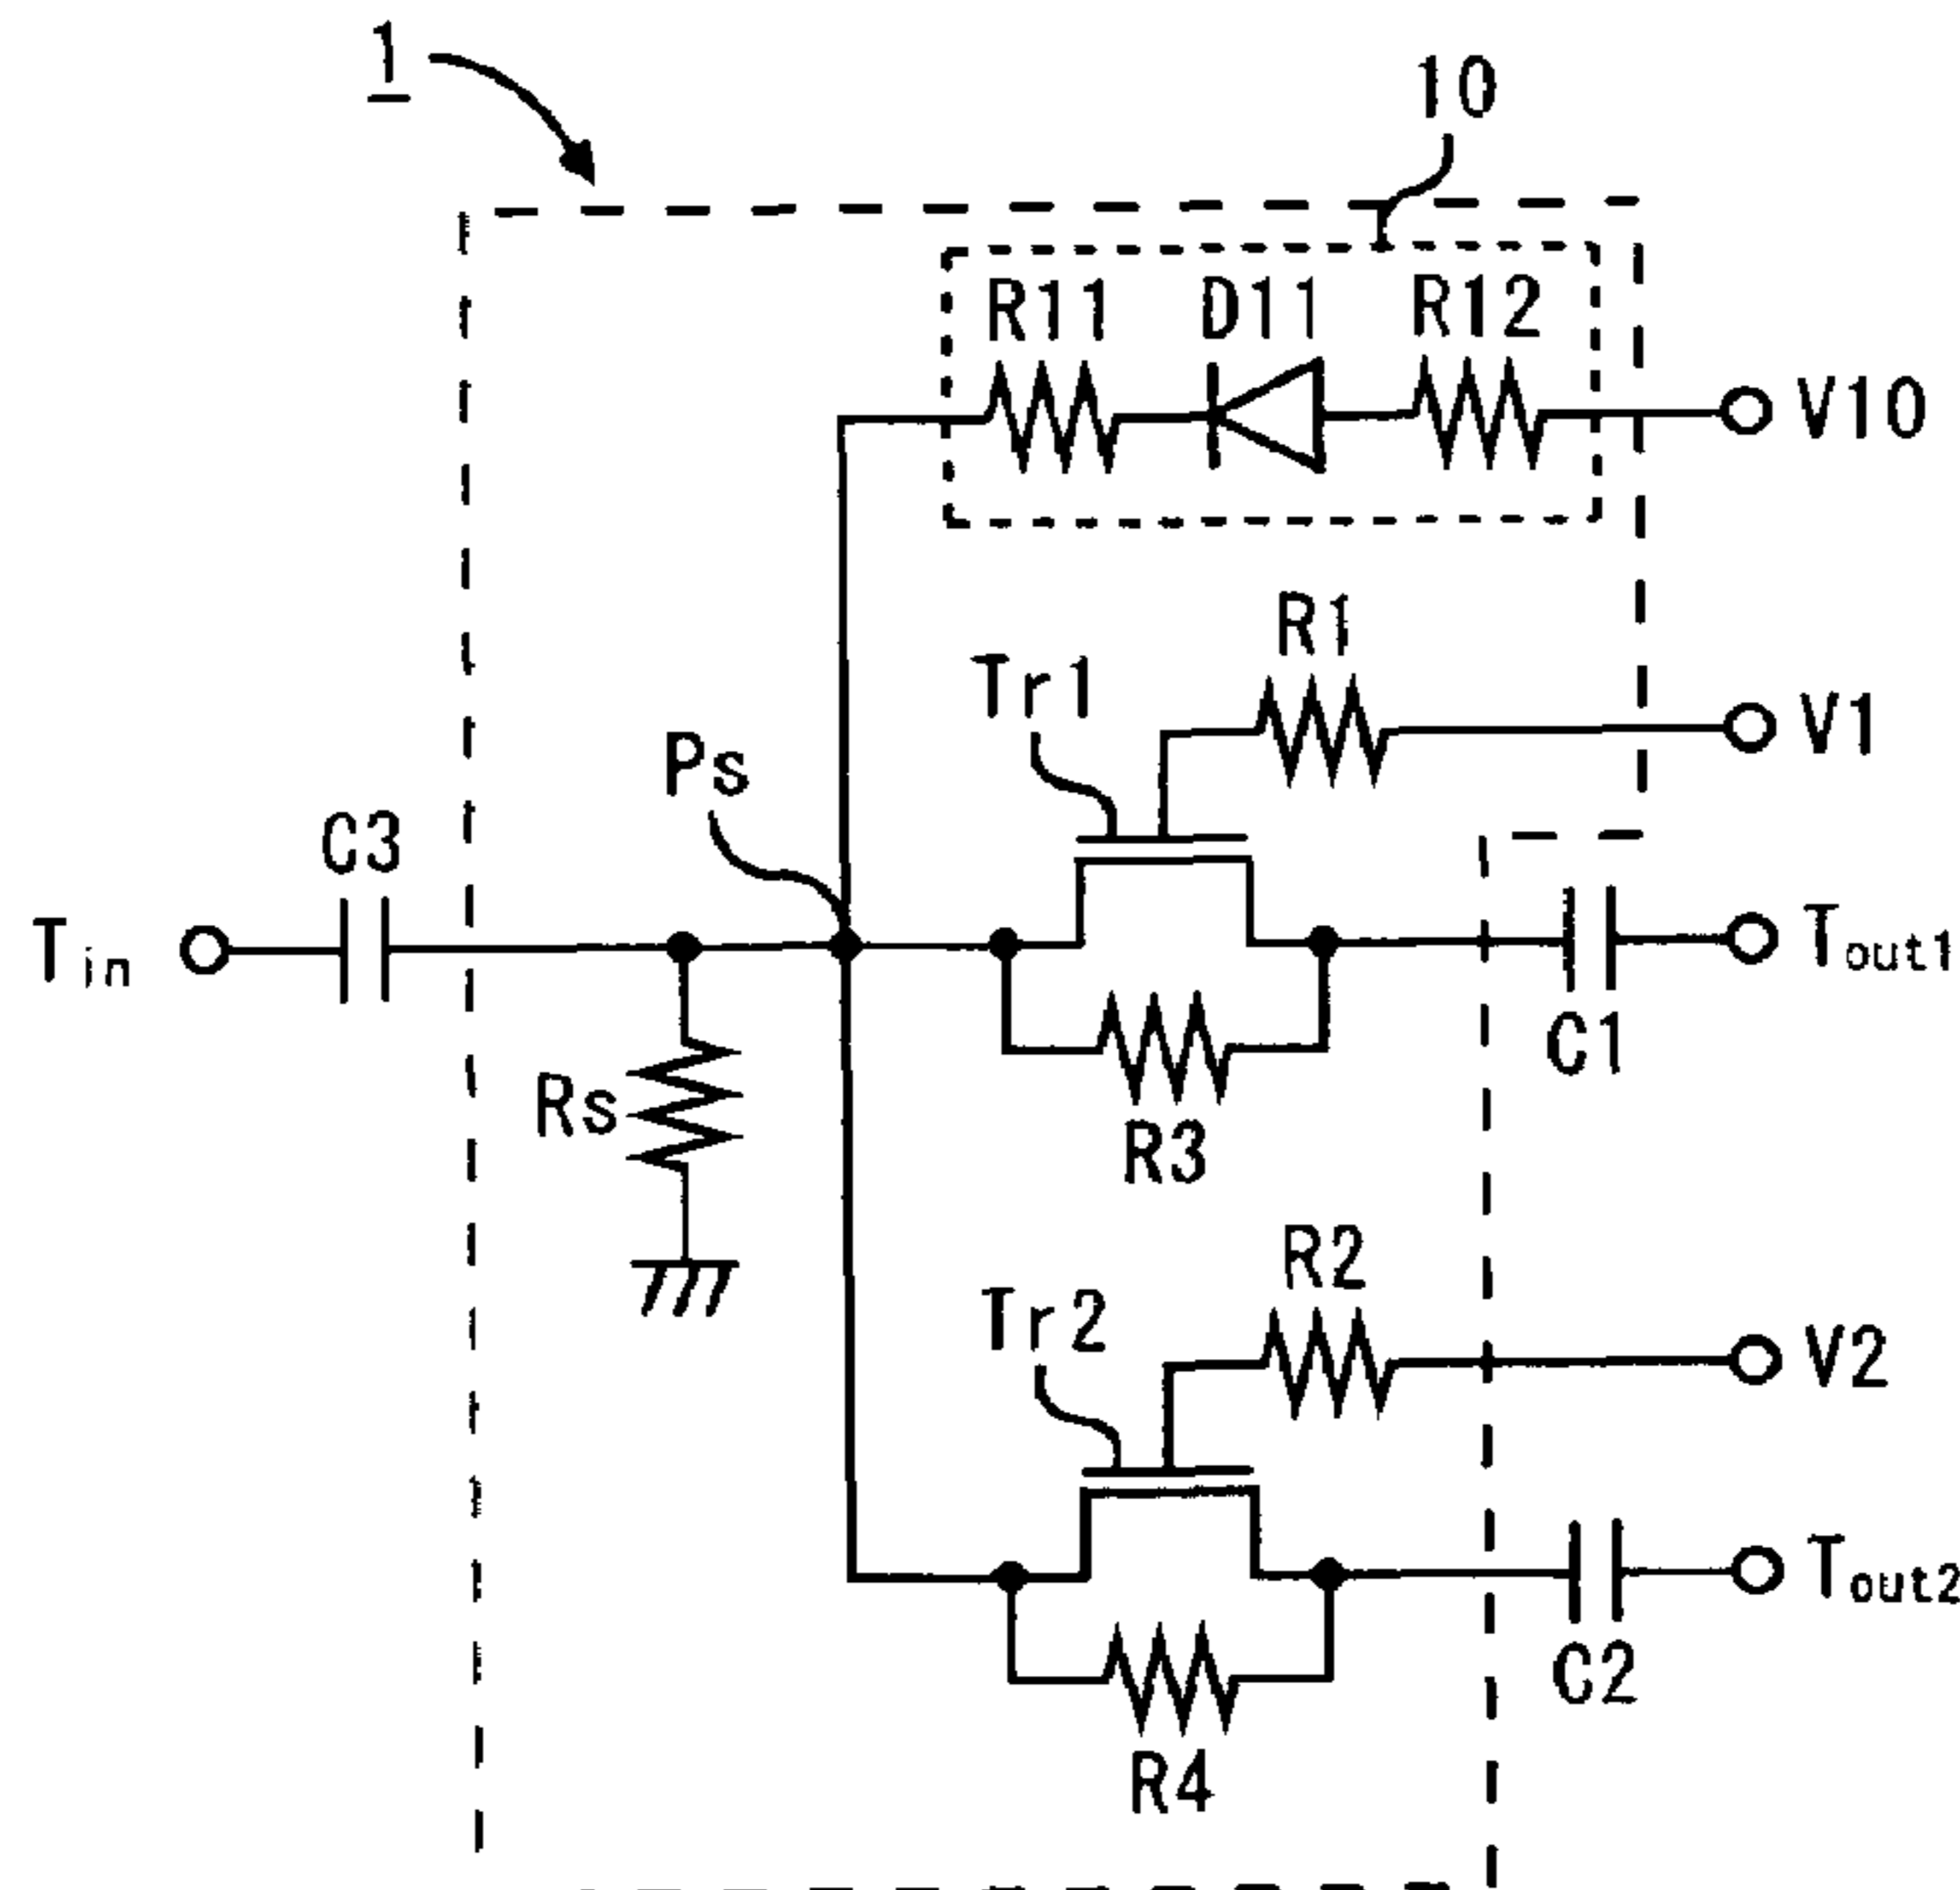 1
10
R11 D11 R12
V10
R1
Tr1
V1
Ps
C3
Tin
Tout1
C1
Rs
R3
R2
Tr2
V2
Tout2
C2
R4